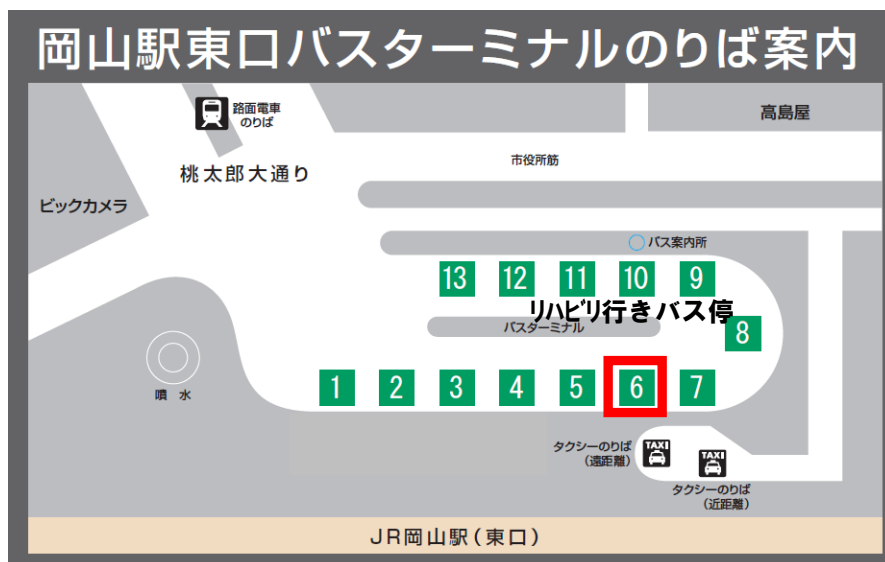 岡山駅東口バスターミナルのりば案内
路面電車
のりば
高島屋
桃太郎大通り
市役所筋
ビックカメラ
バス案内所
13 12 11 10 9
リハビリ行きバス停
バスターミナル
8
1 2 3 4 5 6 7
噴水
タクシーのりば
(遠距離)
TAXI
TAXI
タクシーのりば
(近距離)
JR岡山駅(東口)